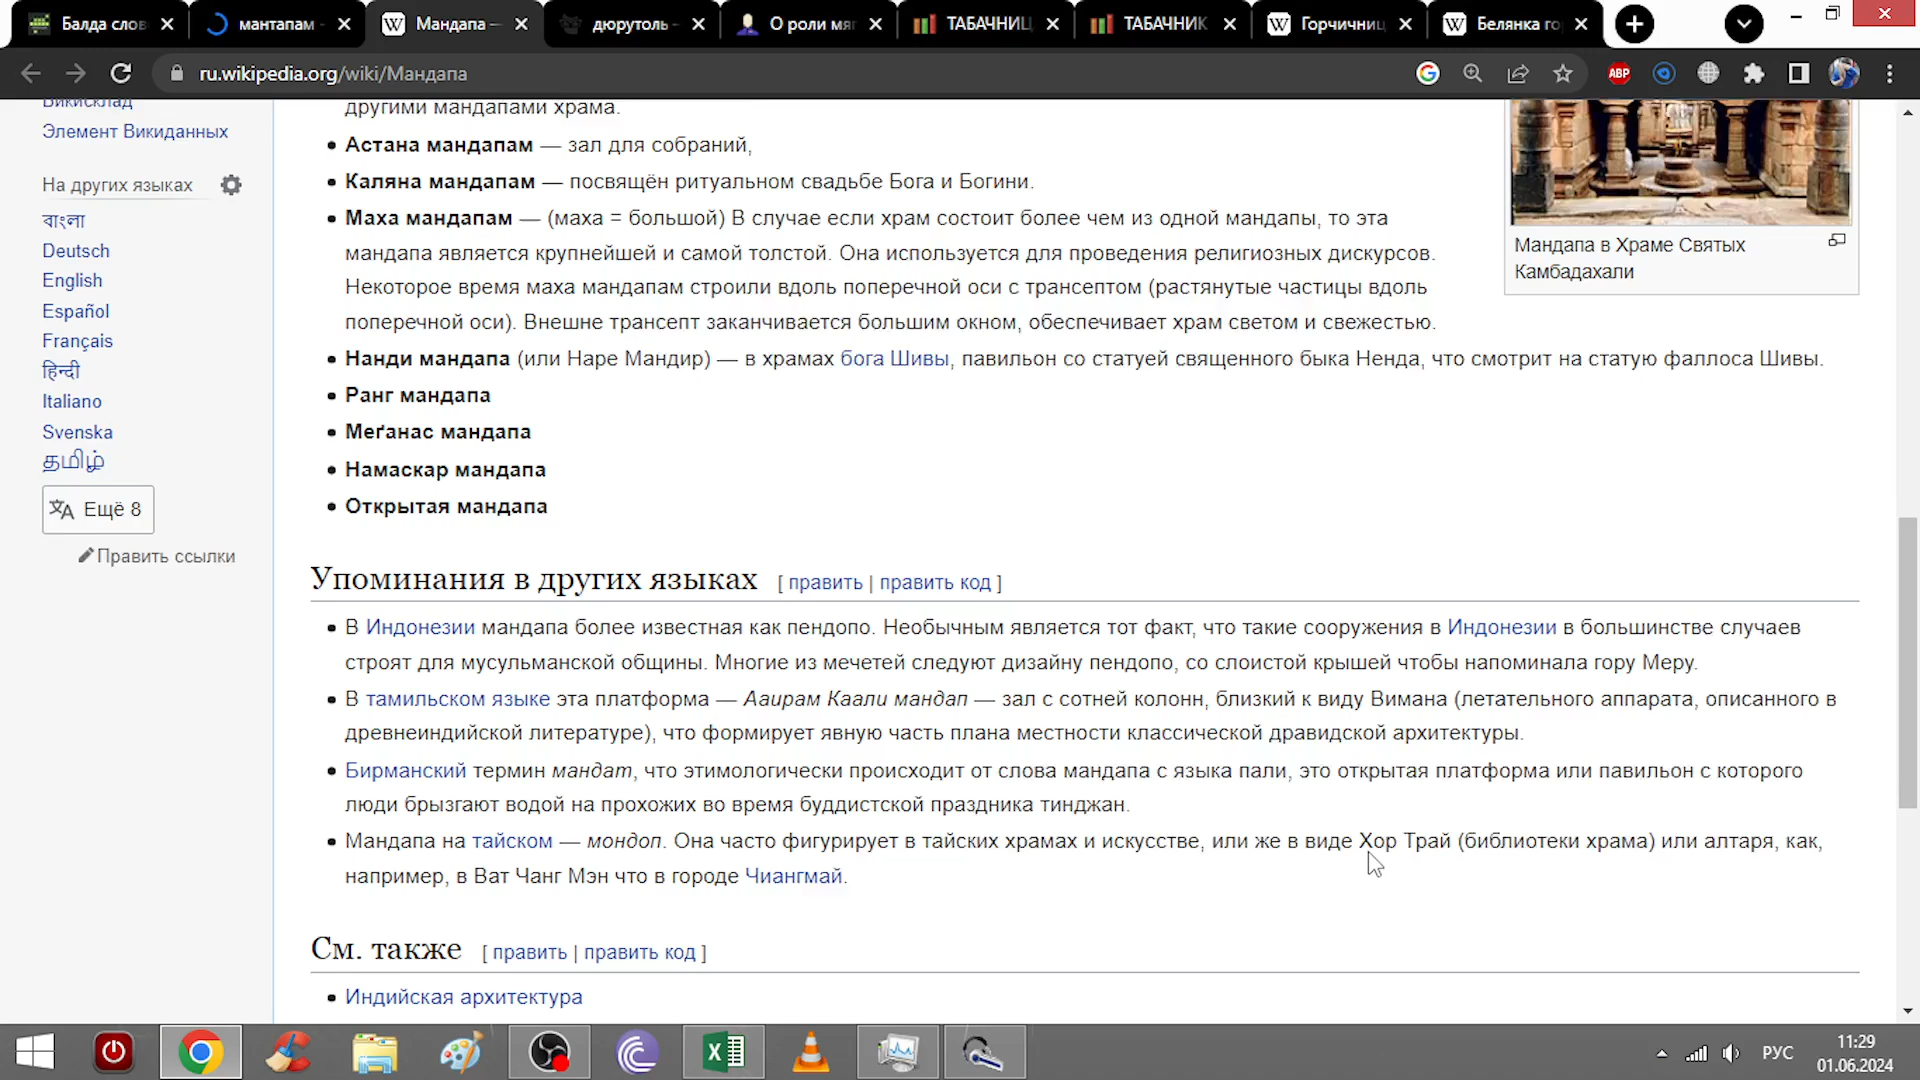 Балда слов
мантапам -
Мандапа —
дюрутоль -
О роли мяг
ТАБАЧНИЦ
ТАБАЧНИК
Горчичниц
Белянка го
ru.wikipedia.org/wiki/Мандапа
ABP
Викисклад
Элемент Викиданных
На других языках
বাংলা
Deutsch
English
Español
Français
हिन्दी
Italiano
Svenska
தமிழ்
Ещё 8
Править ссылки
другими мандапами храма.
Астана мандапам — зал для собраний,
Каляна мандапам — посвящён ритуальном свадьбе Бога и Богини.
Маха мандапам — (маха = большой) В случае если храм состоит более чем из одной мандапы, то эта
мандапа является крупнейшей и самой толстой. Она используется для проведения религиозных дискурсов.
Некоторое время маха мандапам строили вдоль поперечной оси с трансептом (растянутые частицы вдоль
поперечной оси). Внешне трансепт заканчивается большим окном, обеспечивает храм светом и свежестью.
Нанди мандапа (или Наре Мандир) — в храмах бога Шивы, павильон со статуей священного быка Ненда, что смотрит на статую фаллоса Шивы.
Ранг мандапа
Меґанас мандапа
Намаскар мандапа
Открытая мандапа
Мандапа в Храме Святых
Камбадахали
Упоминания в других языках [ править | править код ]
В Индонезии мандапа более известная как пендопо. Необычным является тот факт, что такие сооружения в Индонезии в большинстве случаев
строят для мусульманской общины. Многие из мечетей следуют дизайну пендопо, со слоистой крышей чтобы напоминала гору Меру.
В тамильском языке эта платформа — Ааирам Каали мандап — зал с сотней колонн, близкий к виду Вимана (летательного аппарата, описанного в
древнеиндийской литературе), что формирует явную часть плана местности классической дравидской архитектуры.
Бирманский термин мандат, что этимологически происходит от слова мандапа с языка пали, это открытая платформа или павильон с которого
люди брызгают водой на прохожих во время буддистской праздника тинджан.
Мандапа на тайском — мондоп. Она часто фигурирует в тайских храмах и искусстве, или же в виде Хор Трай (библиотеки храма) или алтаря, как,
например, в Ват Чанг Мэн что в городе Чиангмай.
См. также [ править | править код ]
Индийская архитектура
РУС
11:29
01.06.2024